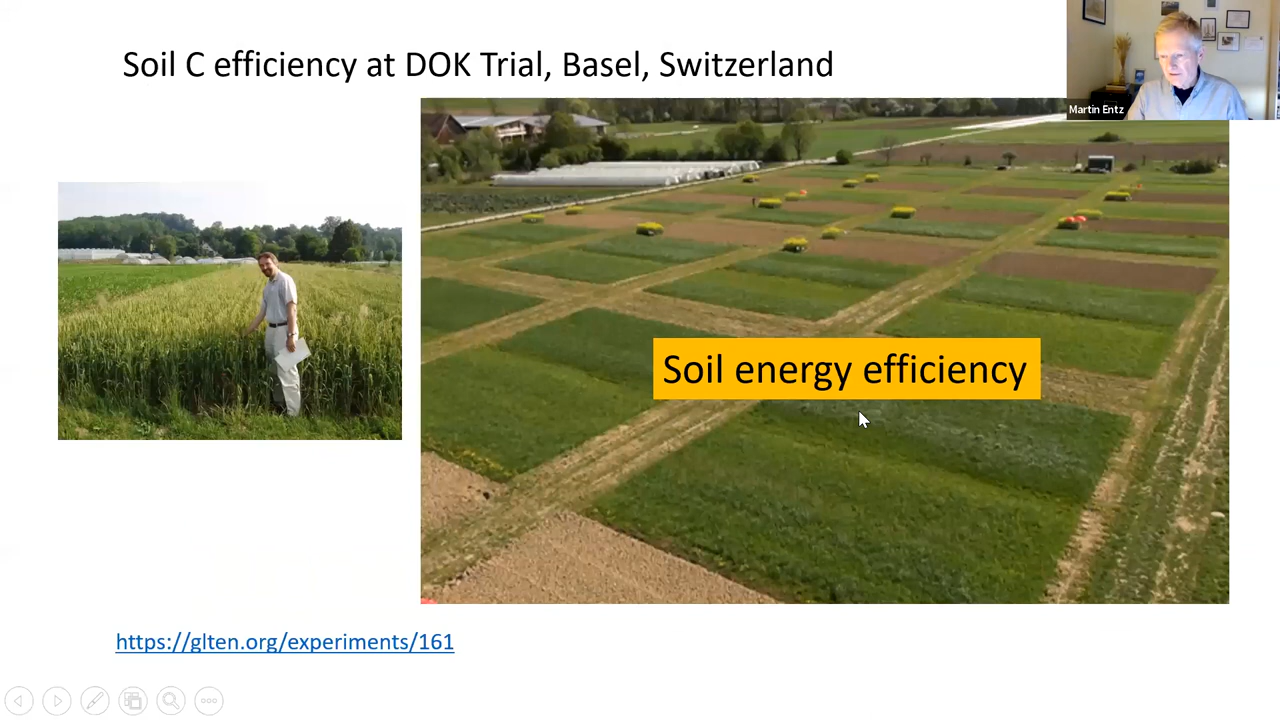 Soil C efficiency at DOK Trial, Basel, Switzerland
Martin Entz
Soil energy efficiency
https://glten.org/experiments/161